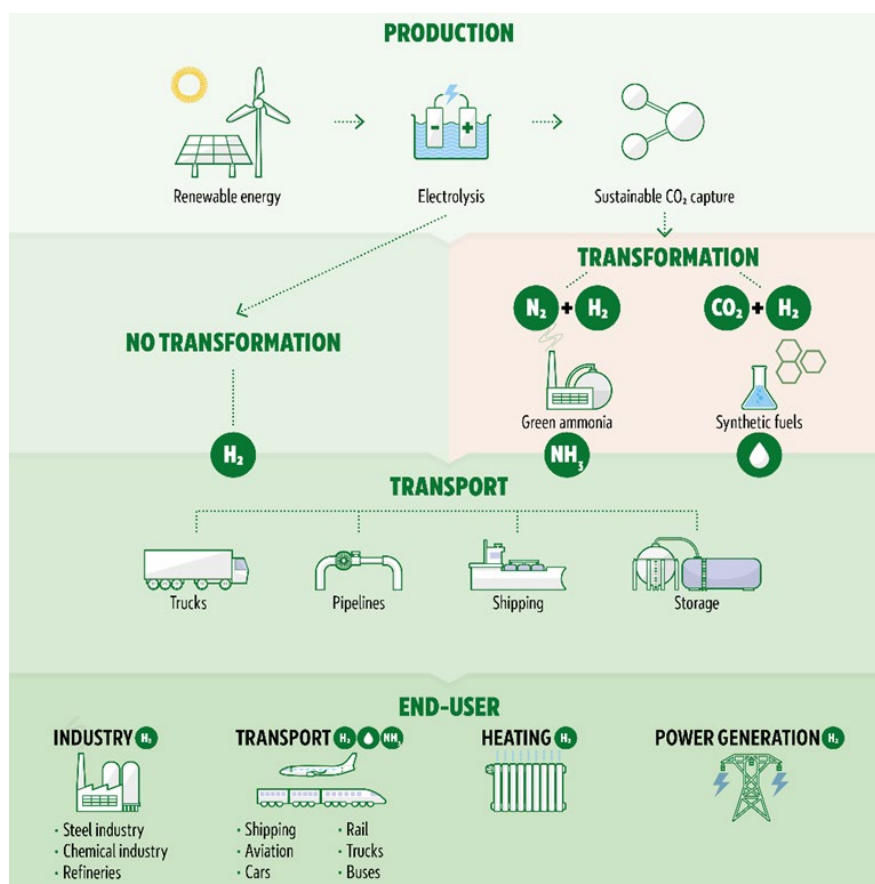 PRODUCTION
- +
Renewable energy
Electrolysis
Sustainable CO₂ capture
TRANSFORMATION
N₂ + H₂
CO₂ + H₂
NO TRANSFORMATION
Green ammonia
Synthetic fuels
H₂
NH₃
TRANSPORT
Trucks
Pipelines
Shipping
Storage
END-USER
INDUSTRY H₂
TRANSPORT H₂ NH₃
HEATING H₂
POWER GENERATION H₂
• Steel industry
• Chemical industry
• Refineries
• Shipping
• Aviation
• Cars
• Rail
• Trucks
• Buses